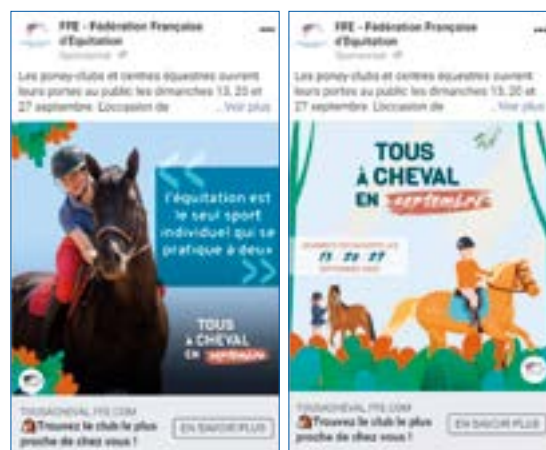 FFE - Fédération Française
d'Equitation
Sponsorisé
Les poney-clubs et centres équestres ouvrent
leurs portes au public les dimanches 13, 20 et
27 septembre. L'occasion de ... Voir plus
l'équitation est
le seul sport
individuel qui se
pratique à deux
TOUS
à CHEVAL
EN septembre
TOUSACHEVAL.FFE.COM
Trouvez le club le plus
proche de chez vous !
EN SAVOIR PLUS
FFE - Fédération Française
d'Equitation
Sponsorisé
Les poney-clubs et centres équestres ouvrent
leurs portes au public les dimanches 13, 20 et
27 septembre. L'occasion de ... Voir plus
TOUS
à CHEVAL
EN septembre
13 20 27
TOUSACHEVAL.FFE.COM
Trouvez le club le plus
proche de chez vous !
EN SAVOIR PLUS